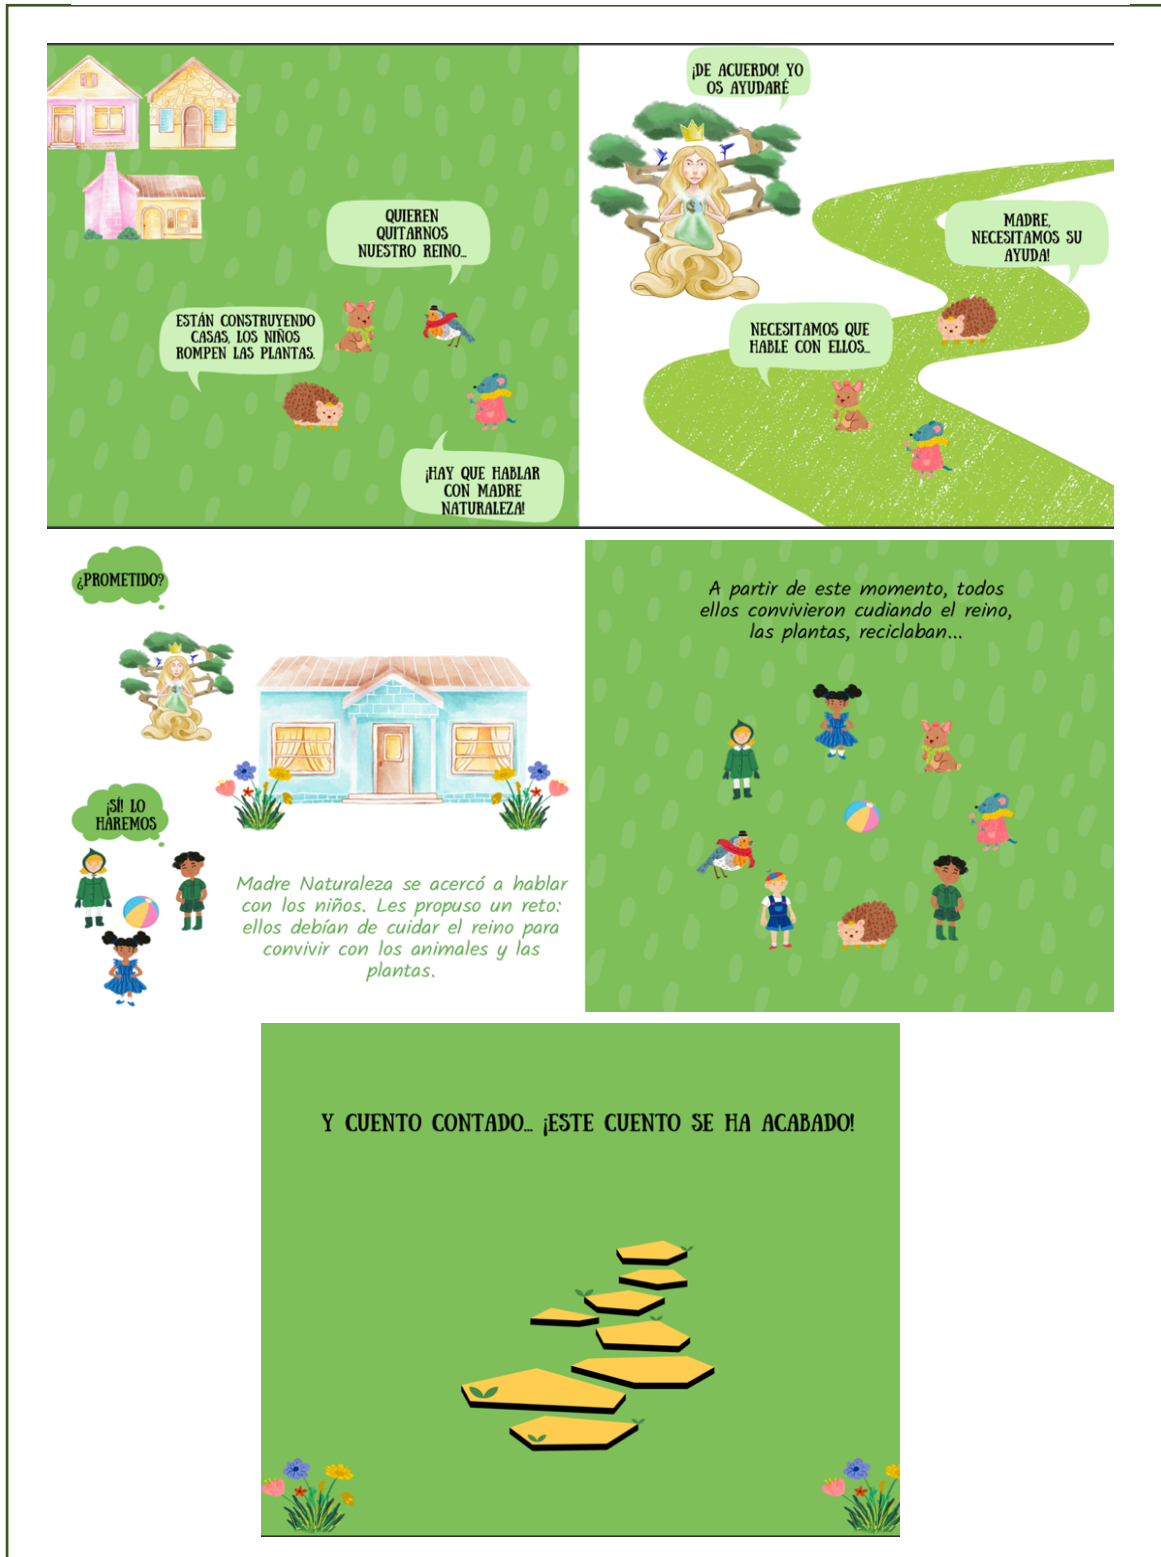 QUIEREN
QUITARNOS
NUESTRO REINO...
ESTÁN CONSTRUYENDO
CASAS, LOS NIÑOS
ROMPEN LAS PLANTAS.
¡HAY QUE HABLAR
CON MADRE
NATURALEZA!
¡DE ACUERDO! YO
OS AYUDARÉ
MADRE,
NECESITAMOS SU
AYUDA!
NECESITAMOS QUE
HABLE CON ELLOS...
¿PROMETIDO?
¡SÍ! LO
HAREMOS
Madre Naturaleza se acercó a hablar
con los niños. Les propuso un reto:
ellos debían de cuidar el reino para
convivir con los animales y las
plantas.
A partir de este momento, todos
ellos convivieron cudiando el reino,
las plantas, reciclaban...
Y CUENTO CONTADO... ¡ESTE CUENTO SE HA ACABADO!